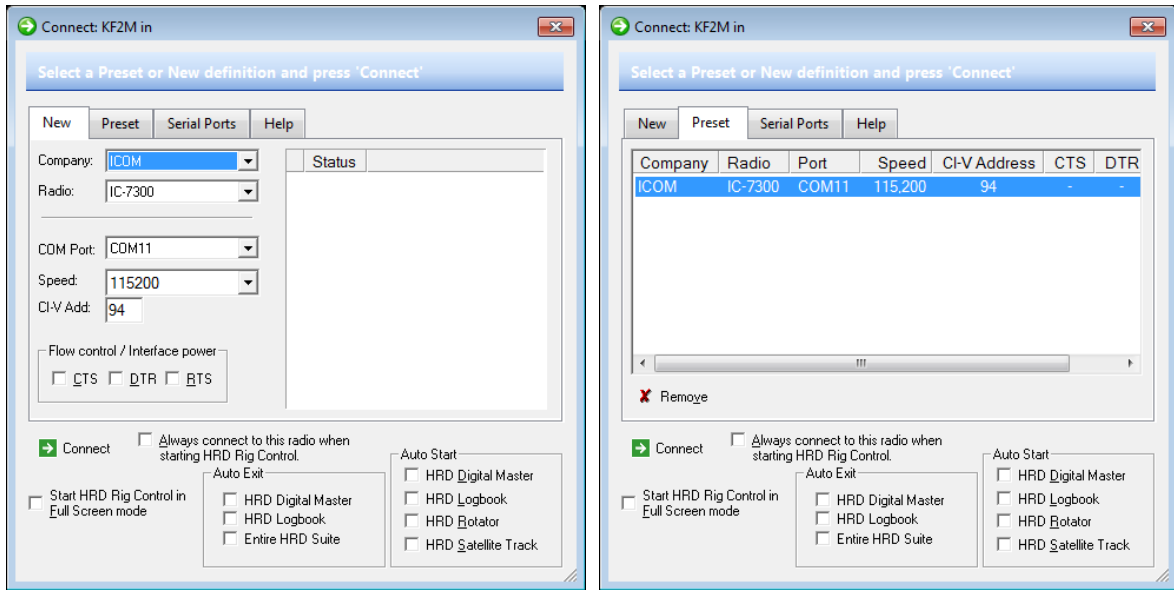 Connect: KF2M in
Select a Preset or New definition and press 'Connect'
New Preset Serial Ports Help
Company: ICOM
Radio: IC-7300
COM Port: COM11
Speed: 115200
CI-V Add: 94
Flow control / Interface power
CTS DTR RTS
Status
Connect
Always connect to this radio when
starting HRD Rig Control.
Start HRD Rig Control in
Full Screen mode
Auto Exit
HRD Digital Master
HRD Logbook
Entire HRD Suite
Auto Start
HRD Digital Master
HRD Logbook
HRD Rotator
HRD Satellite Track
Connect: KF2M in
Select a Preset or New definition and press 'Connect'
New Preset Serial Ports Help
Company Radio Port Speed CI-V Address CTS DTR
ICOM IC-7300 COM11 115,200 94 - -
Remove
Connect
Always connect to this radio when
starting HRD Rig Control.
Start HRD Rig Control in
Full Screen mode
Auto Exit
HRD Digital Master
HRD Logbook
Entire HRD Suite
Auto Start
HRD Digital Master
HRD Logbook
HRD Rotator
HRD Satellite Track